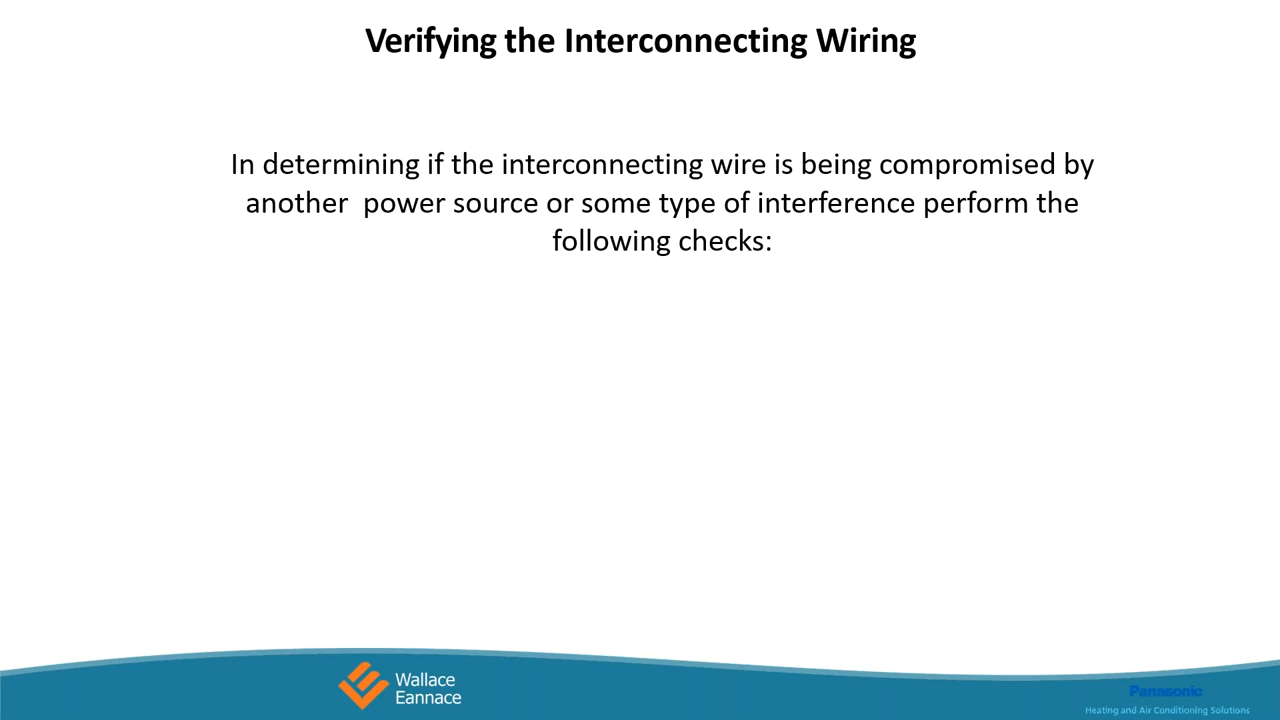 Verifying the Interconnecting Wiring
In determining if the interconnecting wire is being compromised by
another  power source or some type of interference perform the
following checks:
Wallace
Eannace
Panasonic
Heating and Air Conditioning Solutions